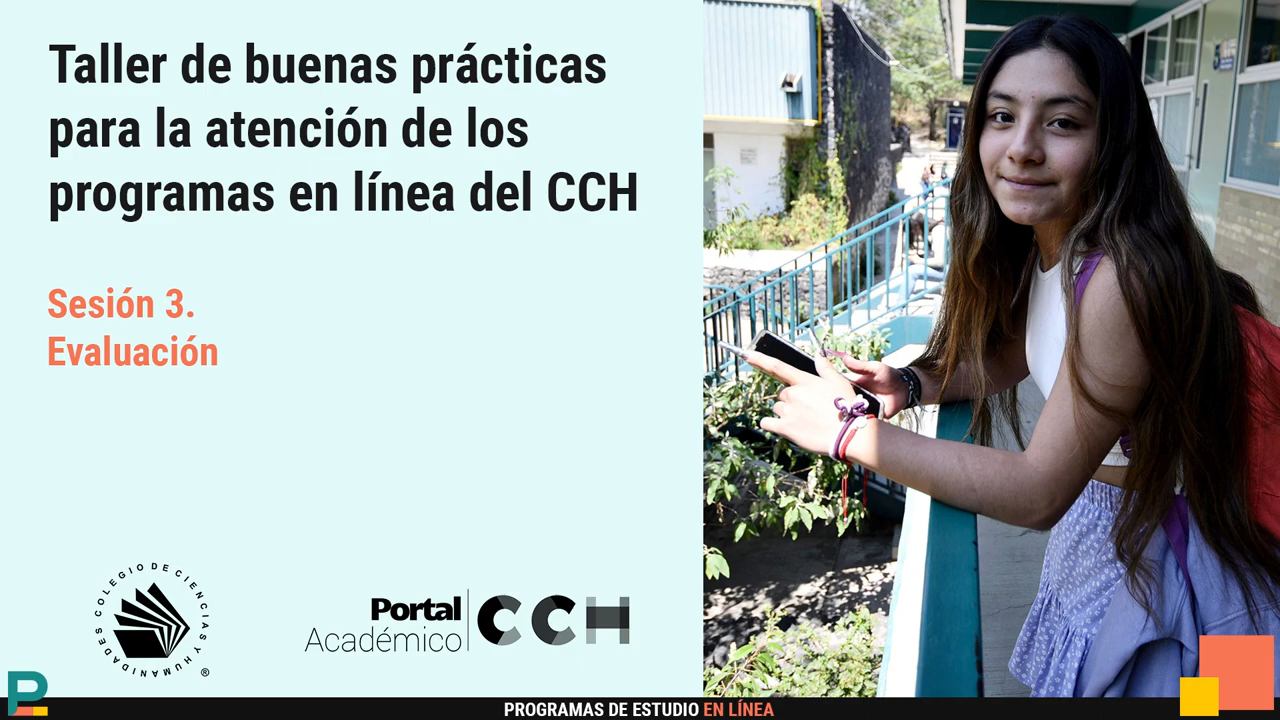 Taller de buenas prácticas
para la atención de los
programas en línea del CCH
Sesión 3.
Evaluación
COLEGIO DE CIENCIAS Y HUMANIDADES
®
Portal
Académico
CCH
PROGRAMAS DE ESTUDIO EN LÍNEA